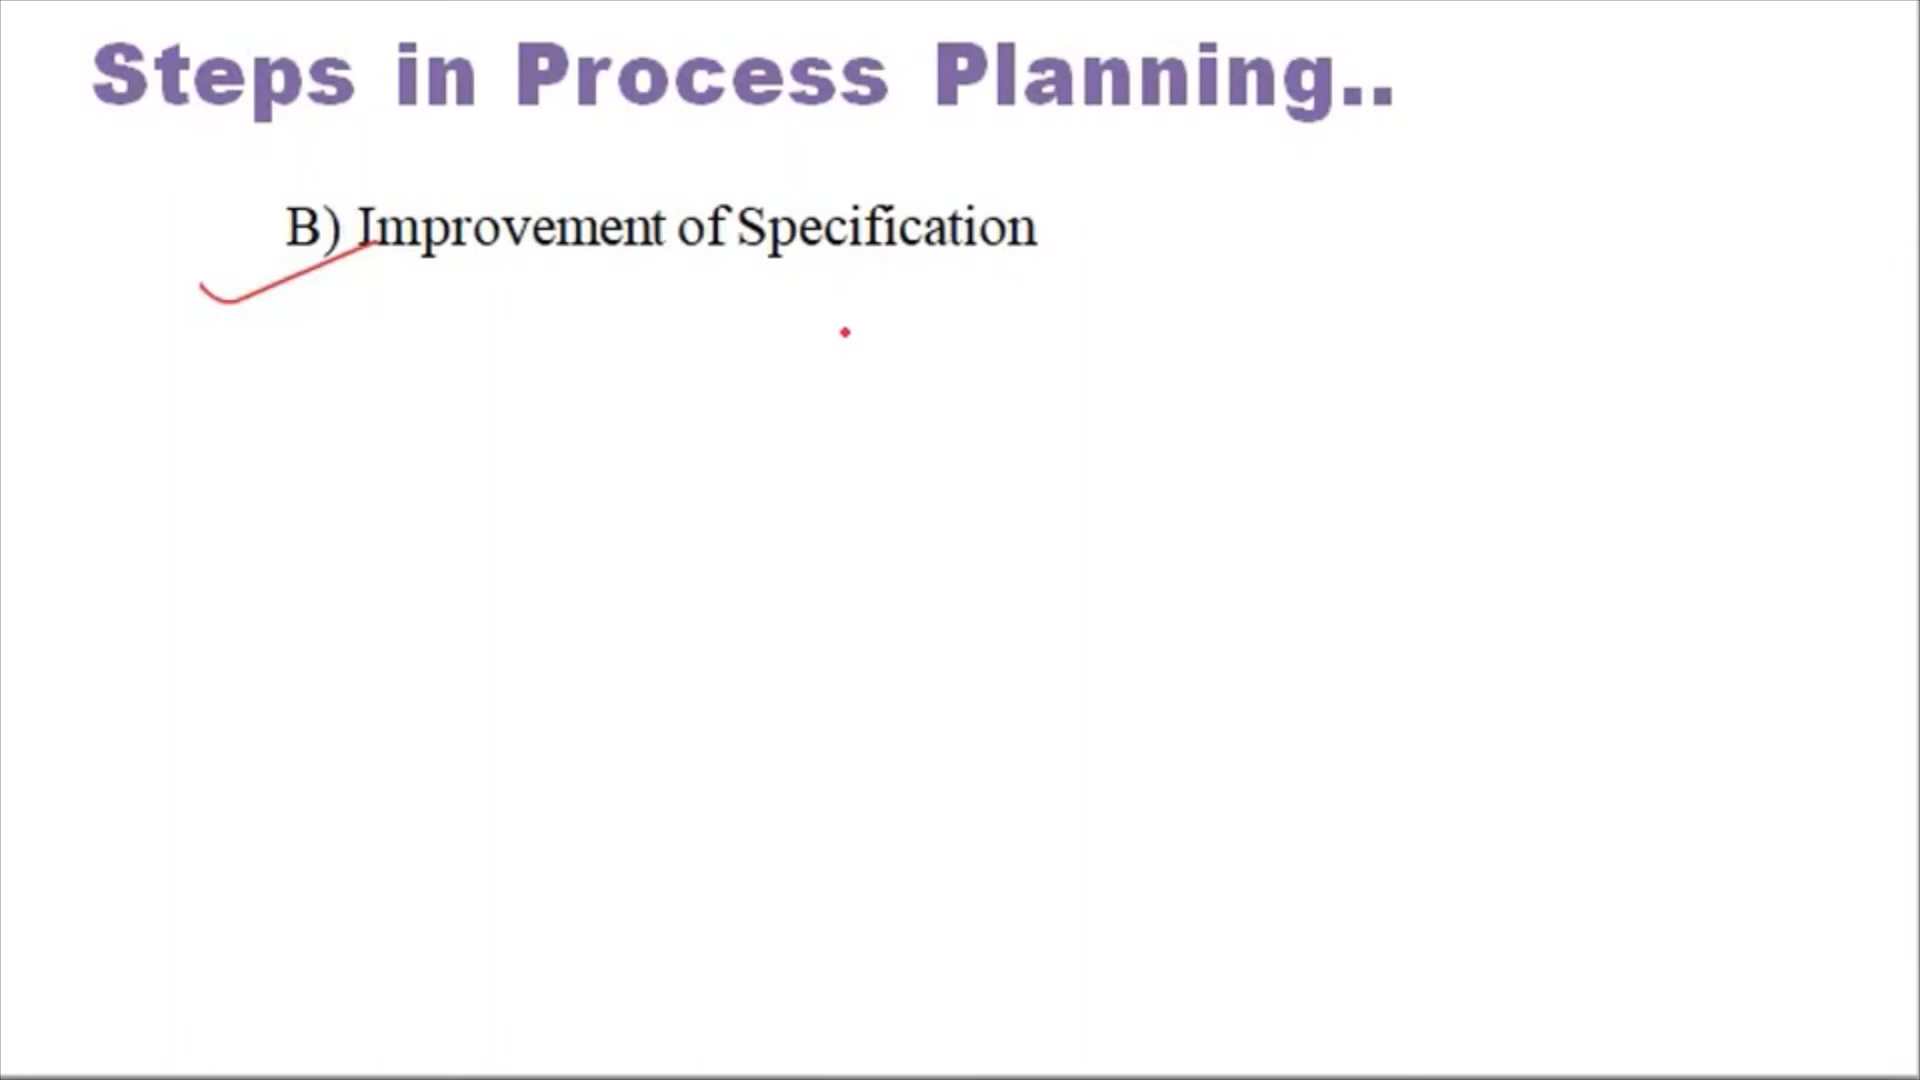 Steps in Process Planning..
B) Improvement of Specification